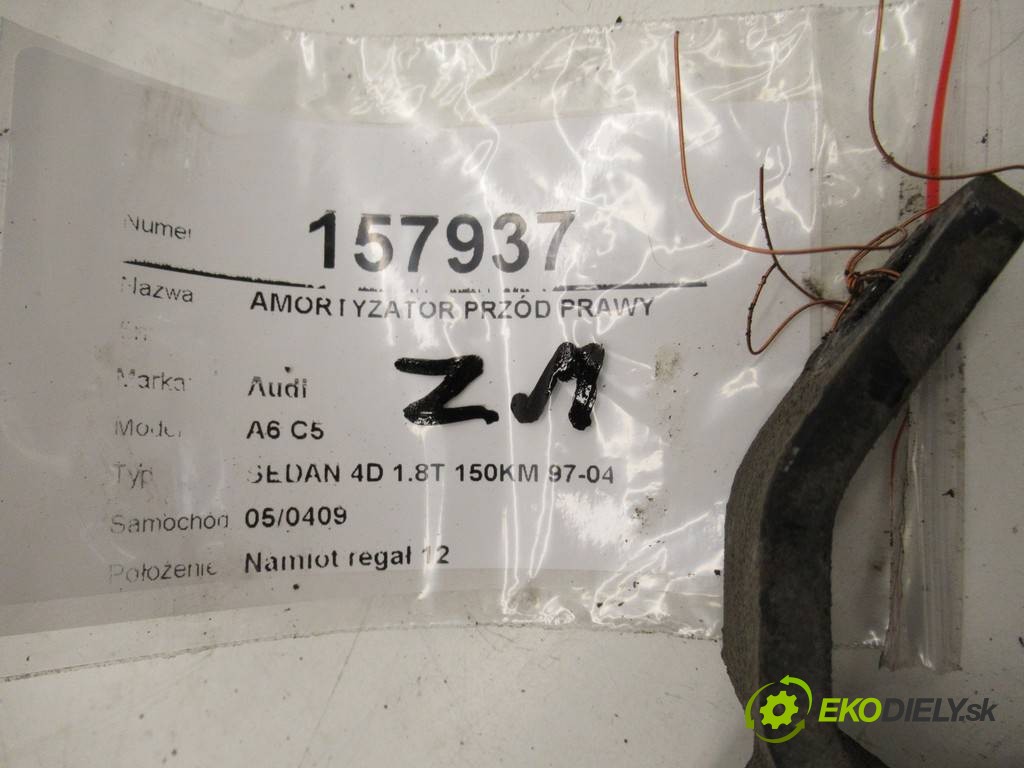 Numer 157937
Nazwa AMORTYZATOR PRZÓD PRAWY
Marka Audi
Model A6 C5
Typ SEDAN 4D 1.8T 150KM 97-04
Samochód 05/0409
Położenie Namiot regał 12
EKODIELY.sk